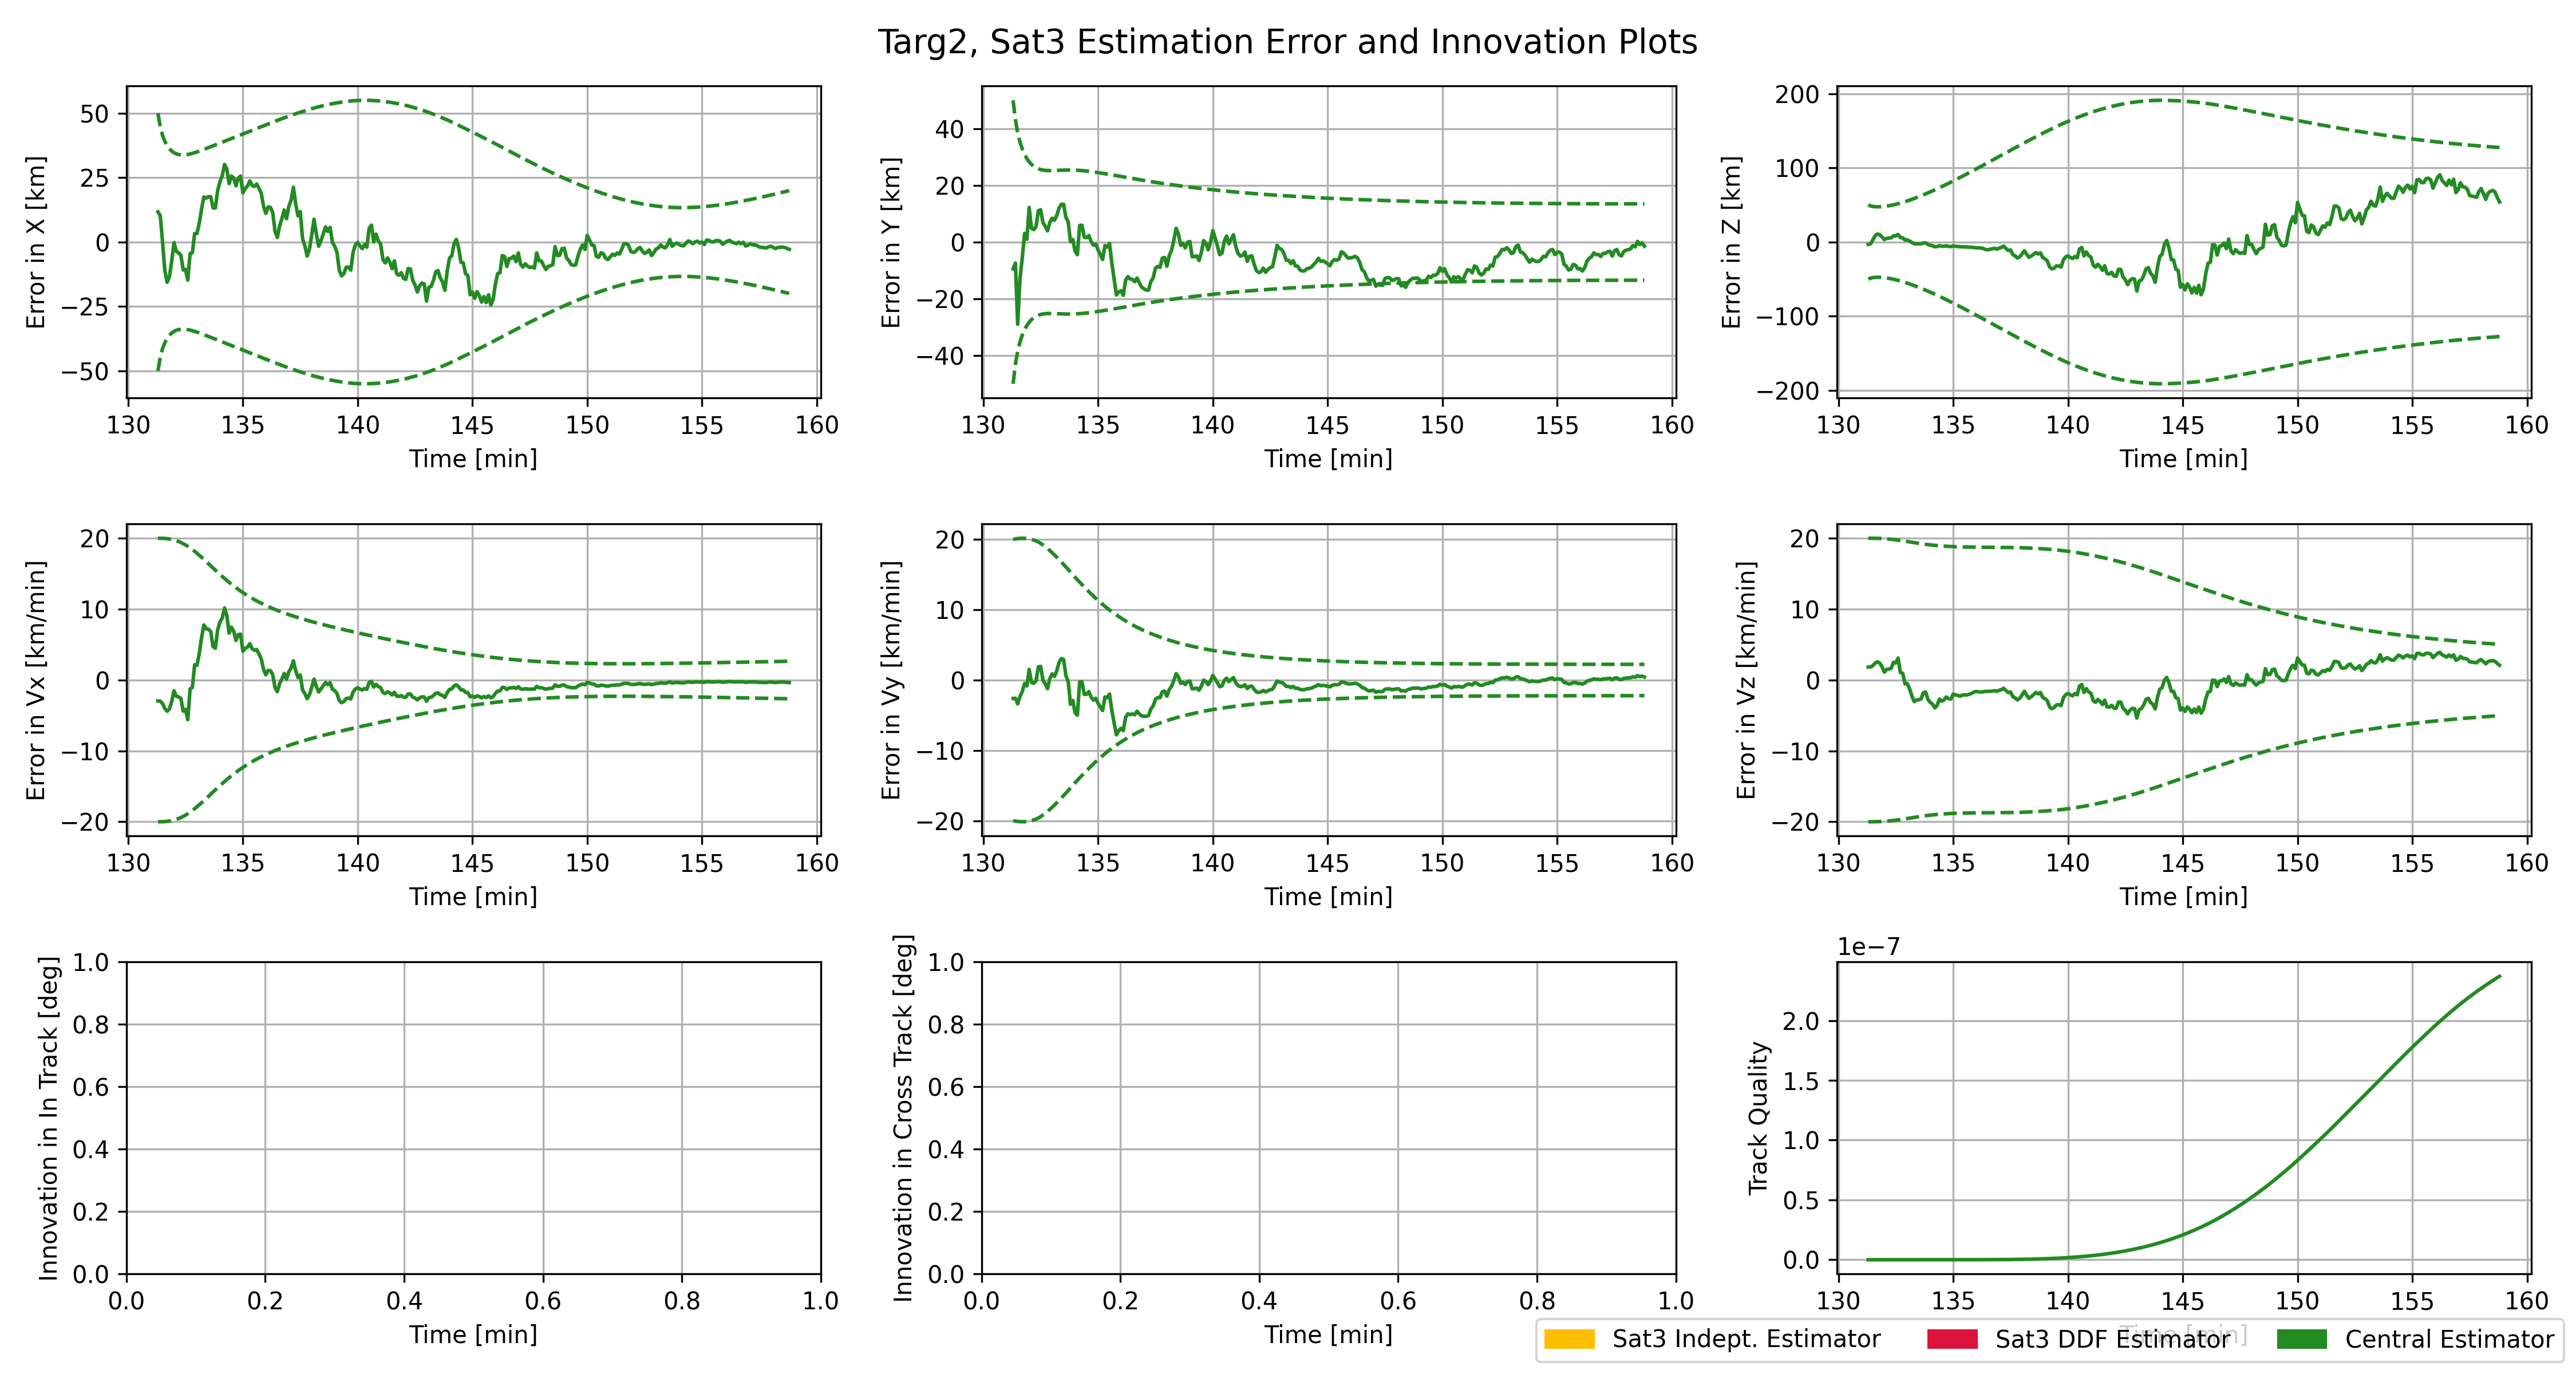 Targ2, Sat3 Estimation Error and Innovation Plots
Error in X [km]
50
25
0
−25
−50
130 135 140 145 150 155 160
Time [min]
Error in Y [km]
40
20
0
−20
−40
130 135 140 145 150 155 160
Time [min]
Error in Z [km]
200
100
0
−100
−200
130 135 140 145 150 155 160
Time [min]
Error in Vx [km/min]
20
10
0
−10
−20
130 135 140 145 150 155 160
Time [min]
Error in Vy [km/min]
20
10
0
−10
−20
130 135 140 145 150 155 160
Time [min]
Error in Vz [km/min]
20
10
0
−10
−20
130 135 140 145 150 155 160
Time [min]
Innovation in In Track [deg]
1.0
0.8
0.6
0.4
0.2
0.0
0.0 0.2 0.4 0.6 0.8 1.0
Time [min]
Innovation in Cross Track [deg]
1.0
0.8
0.6
0.4
0.2
0.0
0.0 0.2 0.4 0.6 0.8 1.0
Time [min]
1e−7
Track Quality
2.0
1.5
1.0
0.5
0.0
130 135 140 145 150 155 160
Time [min]
Sat3 Indept. Estimator Sat3 DDF Estimator Central Estimator